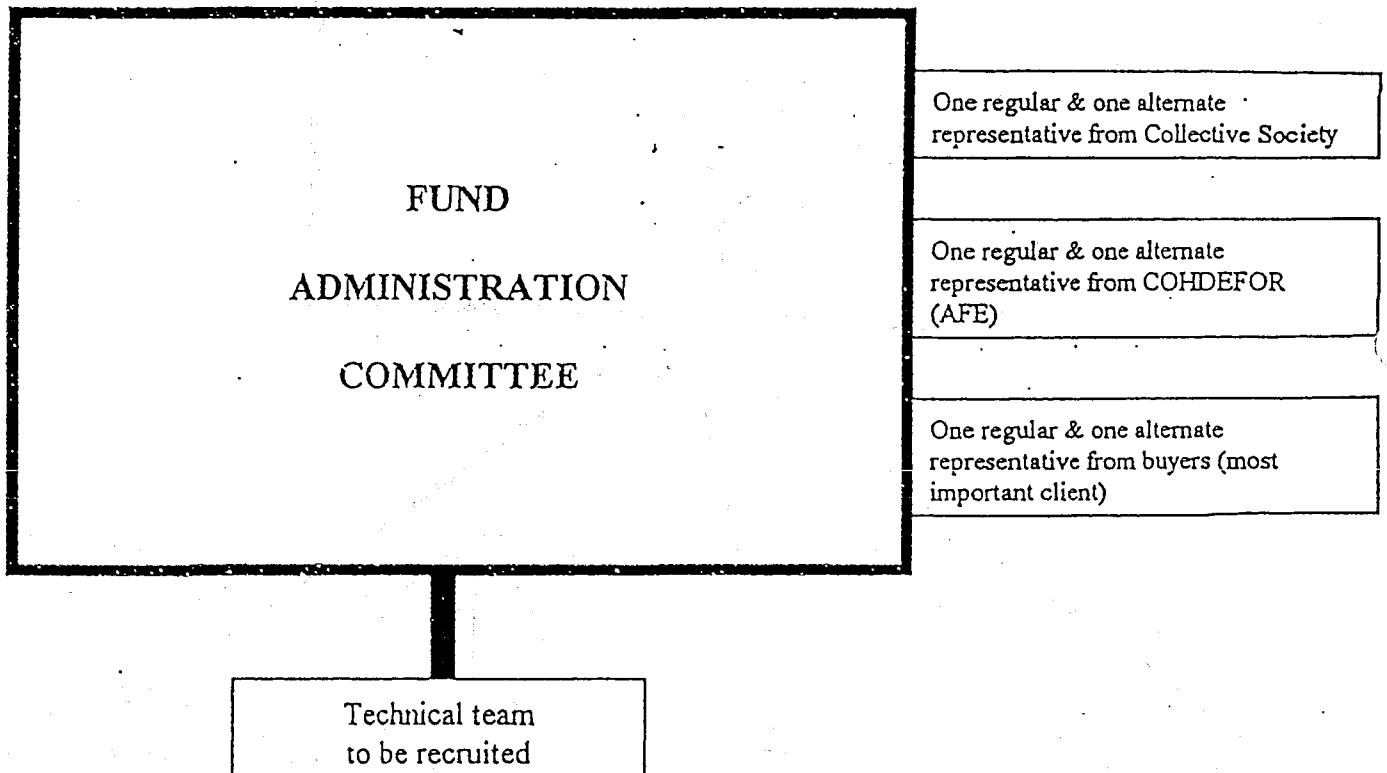 FUND
ADMINISTRATION
COMMITTEE
One regular & one alternate
representative from Collective Society
One regular & one alternate
representative from COHDEFOR
(AFE)
One regular & one alternate
representative from buyers (most
important client)
Technical team
to be recruited